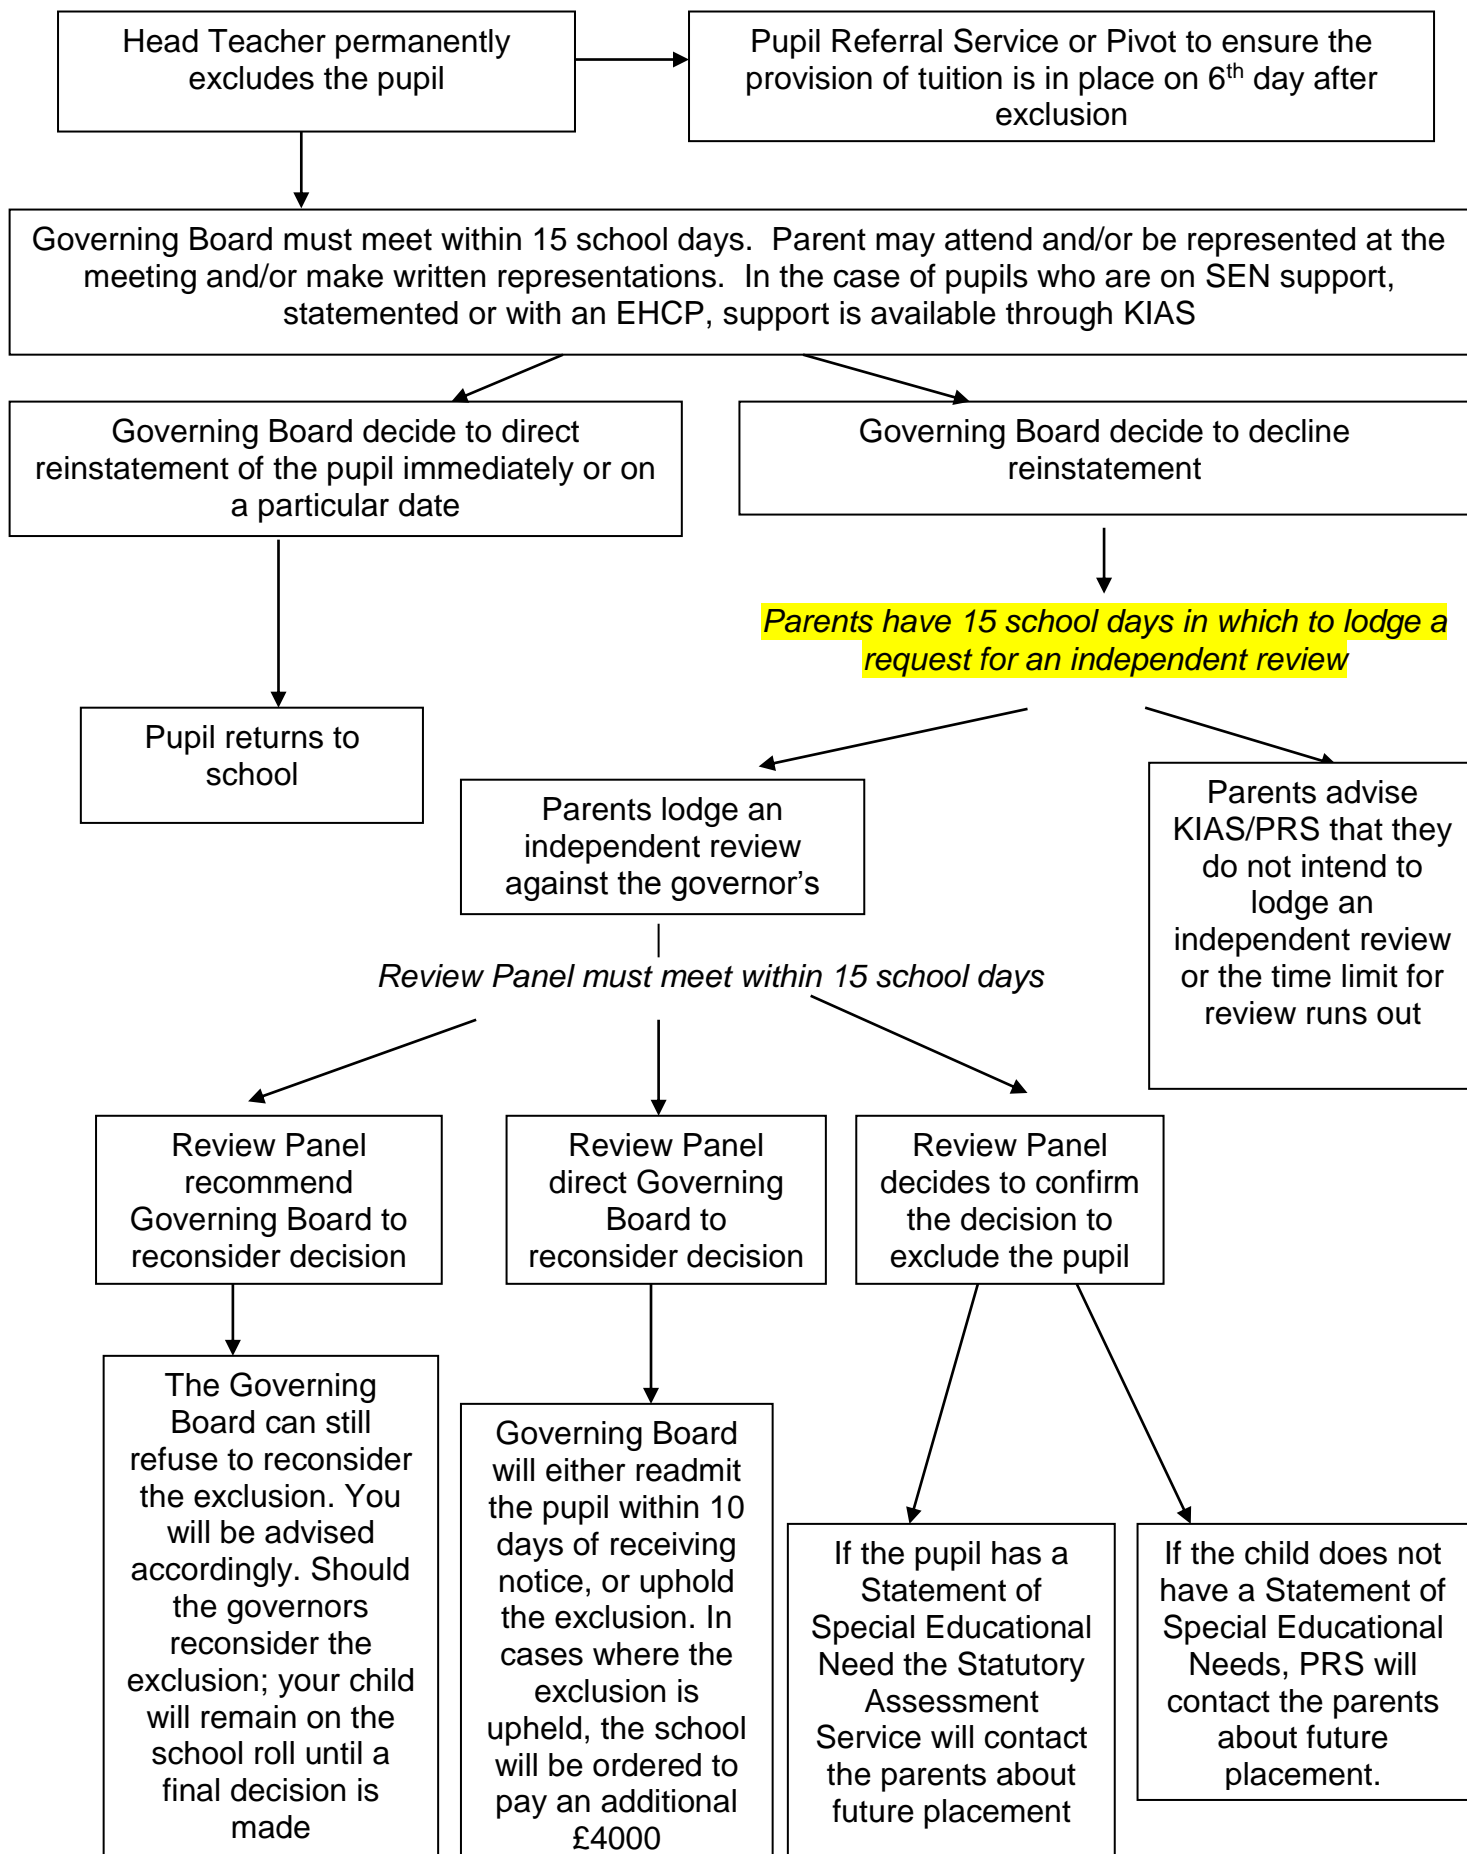 Head Teacher permanently
excludes the pupil
Pupil Referral Service or Pivot to ensure the
provision of tuition is in place on 6th day after
exclusion
Governing Board must meet within 15 school days.  Parent may attend and/or be represented at the
meeting and/or make written representations.  In the case of pupils who are on SEN support,
statemented or with an EHCP, support is available through KIAS
Governing Board decide to direct
reinstatement of the pupil immediately or on
a particular date
Governing Board decide to decline
reinstatement
Parents have 15 school days in which to lodge a
request for an independent review
Pupil returns to
school
Parents lodge an
independent review
against the governor’s
Parents advise
KIAS/PRS that they
do not intend to
lodge an
independent review
or the time limit for
review runs out
Review Panel must meet within 15 school days
Review Panel
recommend
Governing Board to
reconsider decision
Review Panel
direct Governing
Board to
reconsider decision
Review Panel
decides to confirm
the decision to
exclude the pupil
The Governing
Board can still
refuse to reconsider
the exclusion. You
will be advised
accordingly. Should
the governors
reconsider the
exclusion; your child
will remain on the
school roll until a
final decision is
made
Governing Board
will either readmit
the pupil within 10
days of receiving
notice, or uphold
the exclusion. In
cases where the
exclusion is
upheld, the school
will be ordered to
pay an additional
£4000
If the pupil has a
Statement of
Special Educational
Need the Statutory
Assessment
Service will contact
the parents about
future placement
If the child does not
have a Statement of
Special Educational
Needs, PRS will
contact the parents
about future
placement.